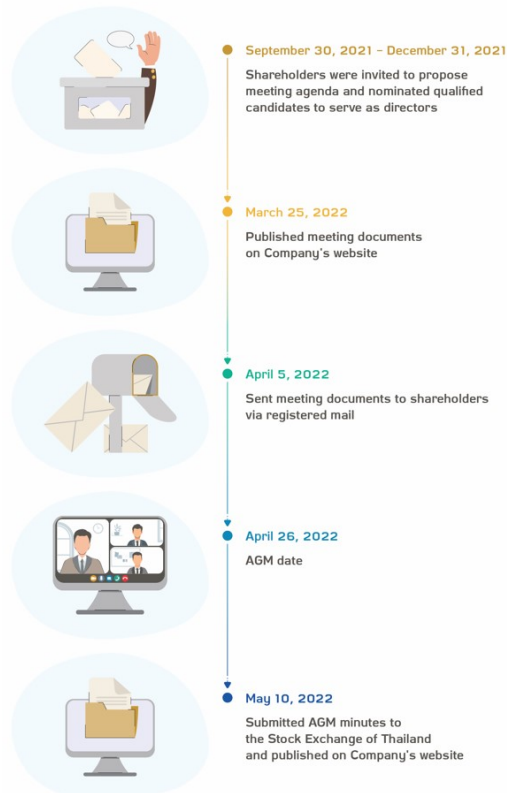 September 30, 2021 – December 31, 2021
Shareholders were invited to propose
meeting agenda and nominated qualified
candidates to serve as directors
March 25, 2022
Published meeting documents
on Company's website
April 5, 2022
Sent meeting documents to shareholders
via registered mail
April 26, 2022
AGM date
May 10, 2022
Submitted AGM minutes to
the Stock Exchange of Thailand
and published on Company's website